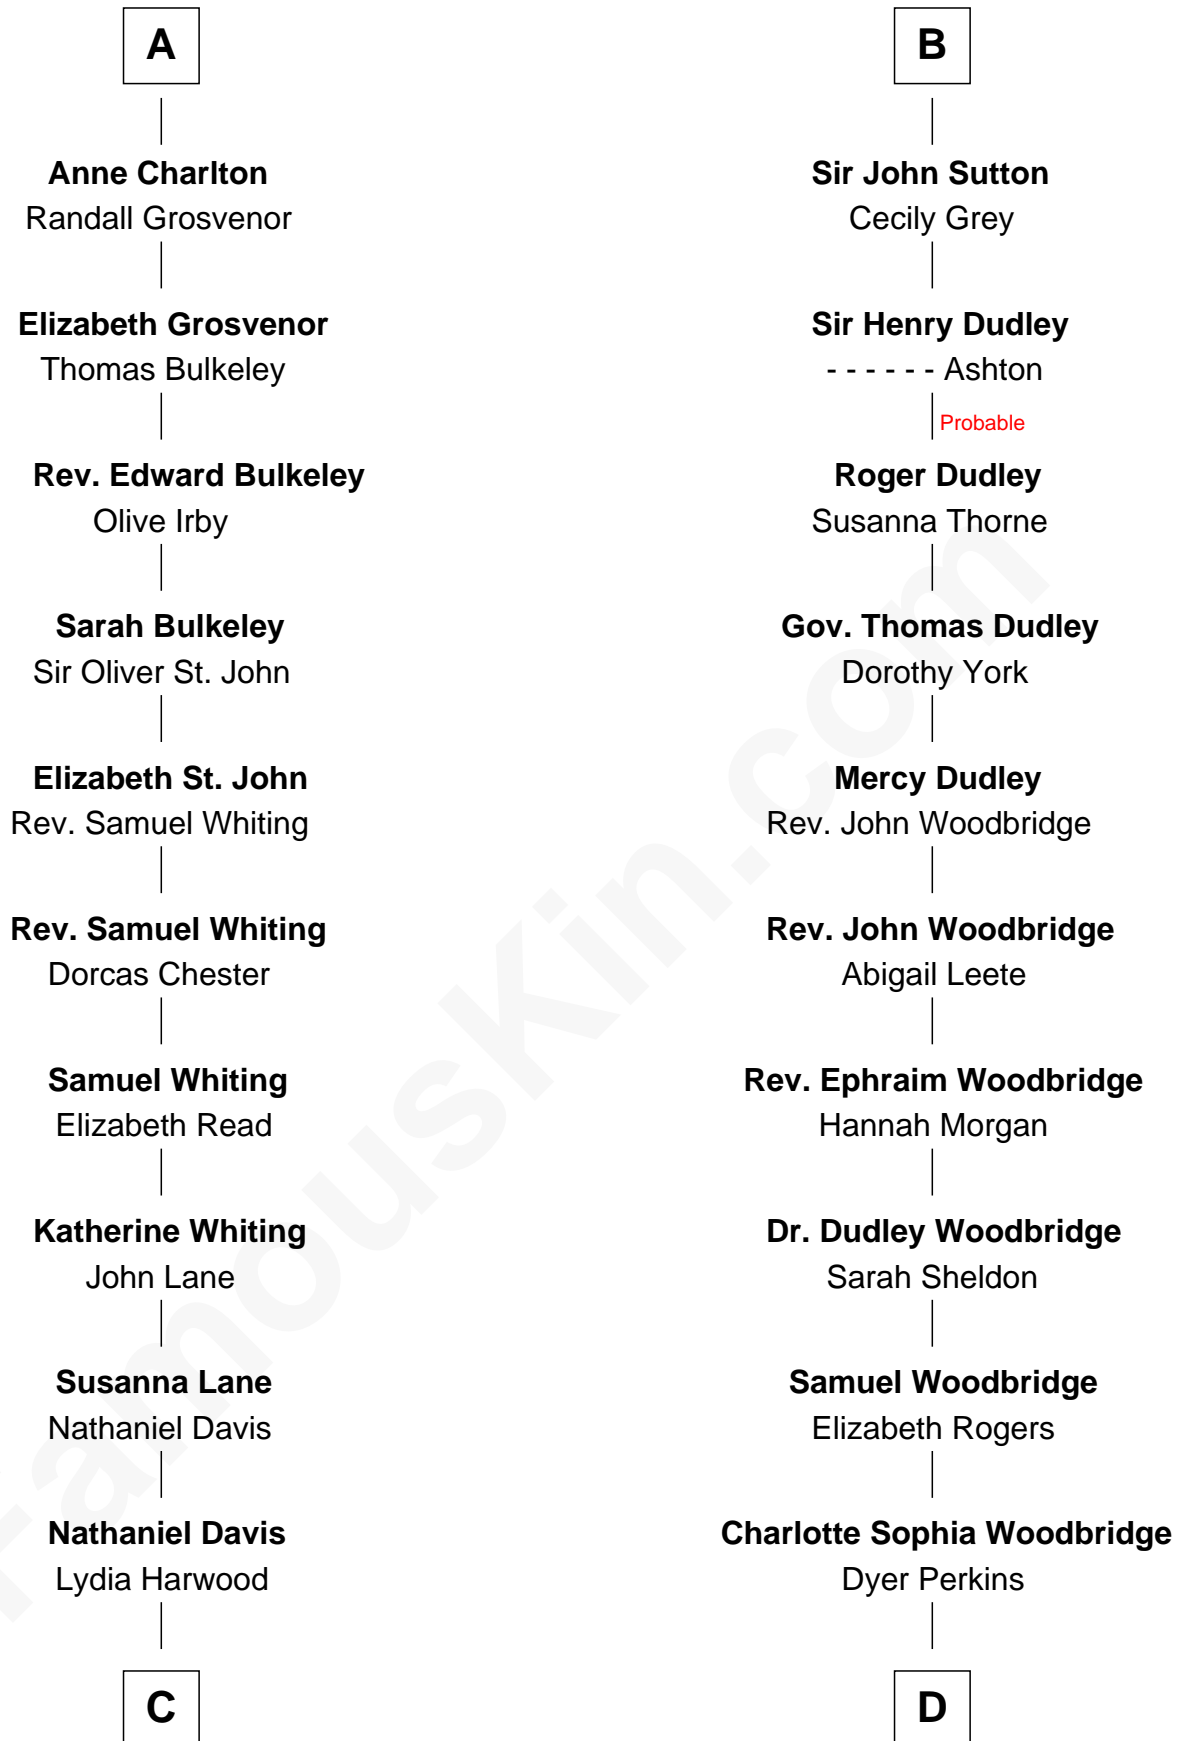 A
Anne Charlton
Randall Grosvenor
Elizabeth Grosvenor
Thomas Bulkeley
Rev. Edward Bulkeley
Olive Irby
Sarah Bulkeley
Sir Oliver St. John
Elizabeth St. John
Rev. Samuel Whiting
Rev. Samuel Whiting
Dorcas Chester
Samuel Whiting
Elizabeth Read
Katherine Whiting
John Lane
Susanna Lane
Nathaniel Davis
Nathaniel Davis
Lydia Harwood
C
B
Sir John Sutton
Cecily Grey
Sir Henry Dudley
- - - - - - Ashton
Probable
Roger Dudley
Susanna Thorne
Gov. Thomas Dudley
Dorothy York
Mercy Dudley
Rev. John Woodbridge
Rev. John Woodbridge
Abigail Leete
Rev. Ephraim Woodbridge
Hannah Morgan
Dr. Dudley Woodbridge
Sarah Sheldon
Samuel Woodbridge
Elizabeth Rogers
Charlotte Sophia Woodbridge
Dyer Perkins
D
FamousKin.com